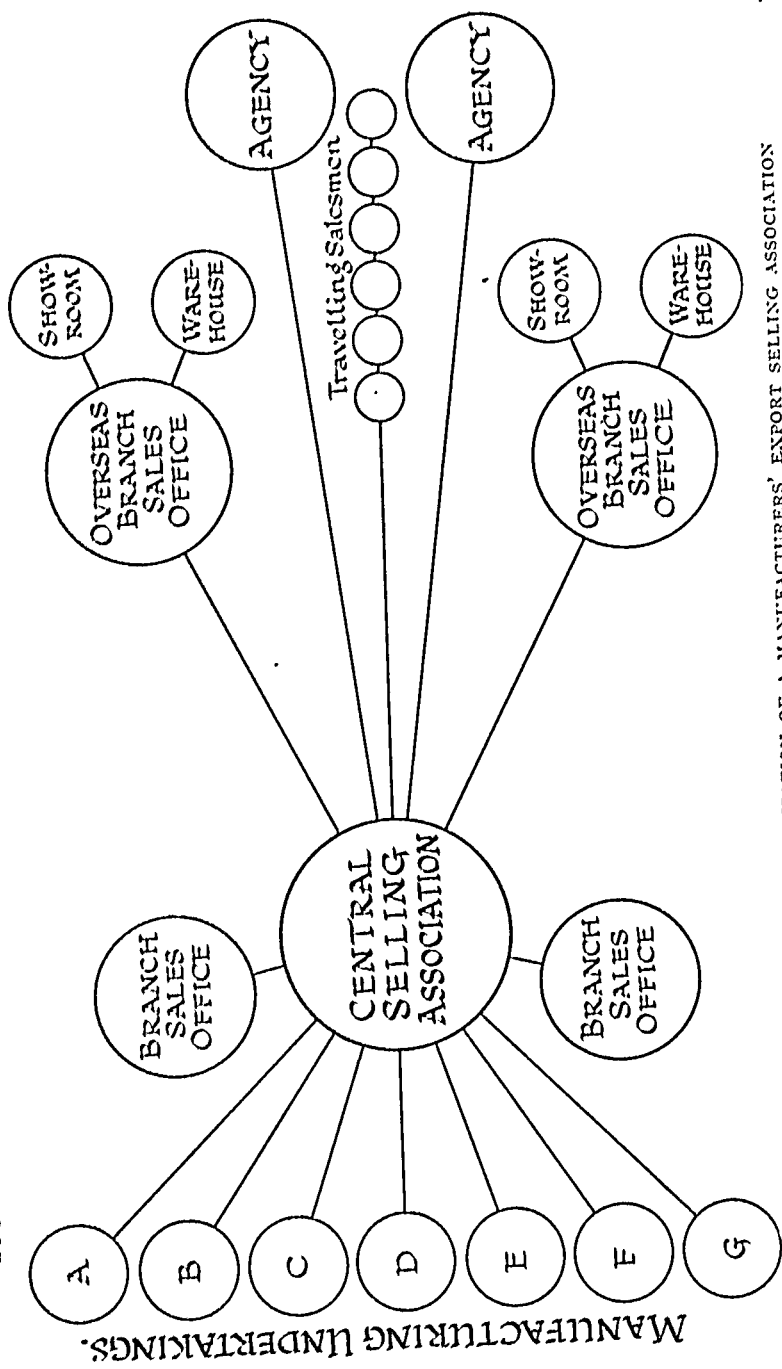 MANUFACTURING UNDERTAKINGS.
A
B
C
D
E
F
G
BRANCH
SALES
OFFICE
CENTRAL
SELLING
ASSOCIATION
BRANCH
SALES
OFFICE
OVERSEAS
BRANCH
SALES
OFFICE
SHOW-
ROOM
WARE-
HOUSE
AGENCY
Travelling Salesmen
AGENCY
OVERSEAS
BRANCH
SALES
OFFICE
SHOW-
ROOM
WARE-
HOUSE
OF A MANUFACTURERS' EXPORT SELLING ASSOCIATION